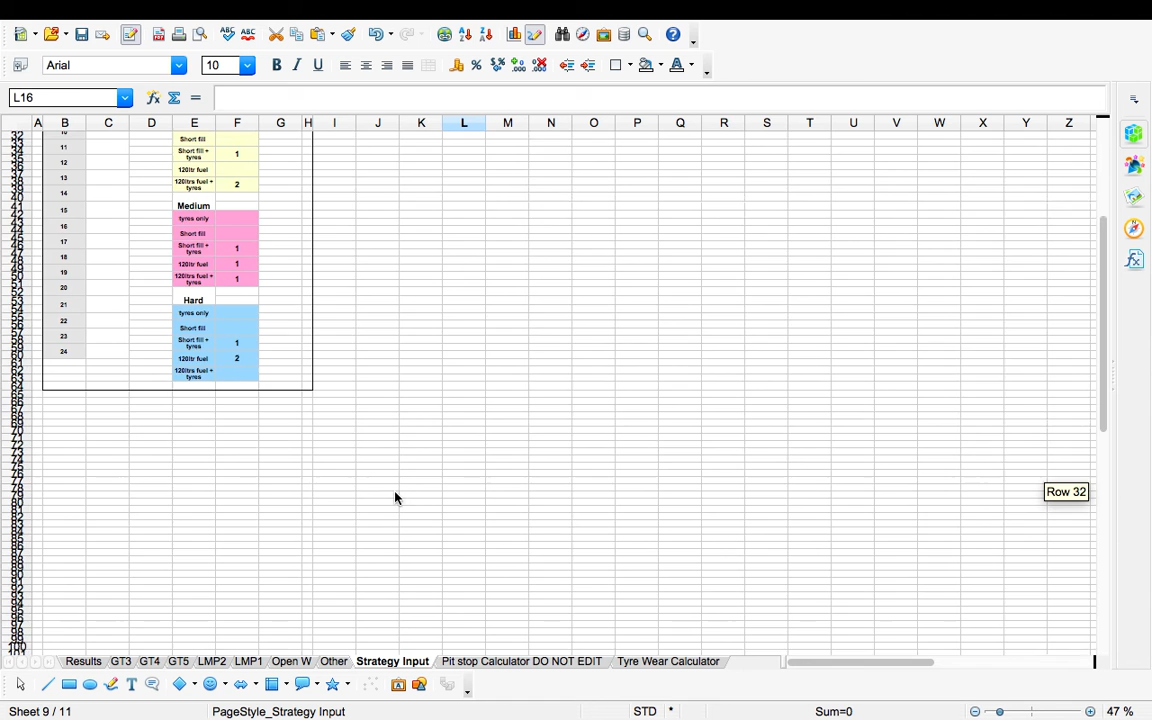 Arial 10
L16
A B C D E F G H I J K L M N O P Q R S T U V W X Y Z
Short fill
11 Short fill + tyres 1
12 120ltr fuel
13 120ltrs fuel + tyres 2
14
Medium
15 tyres only
16 Short fill
17 Short fill + tyres 1
18 120ltr fuel 1
19 120ltrs fuel + tyres 1
20
Hard
21 tyres only
22 Short fill
23 Short fill + tyres 1
24 120ltr fuel 2
120ltrs fuel + tyres
Row 32
Results GT3 GT4 GT5 LMP2 LMP1 Open W Other Strategy Input Pit stop Calculator DO NOT EDIT Tyre Wear Calculator
Sheet 9 / 11 PageStyle_Strategy Input STD * Sum=0 47 %